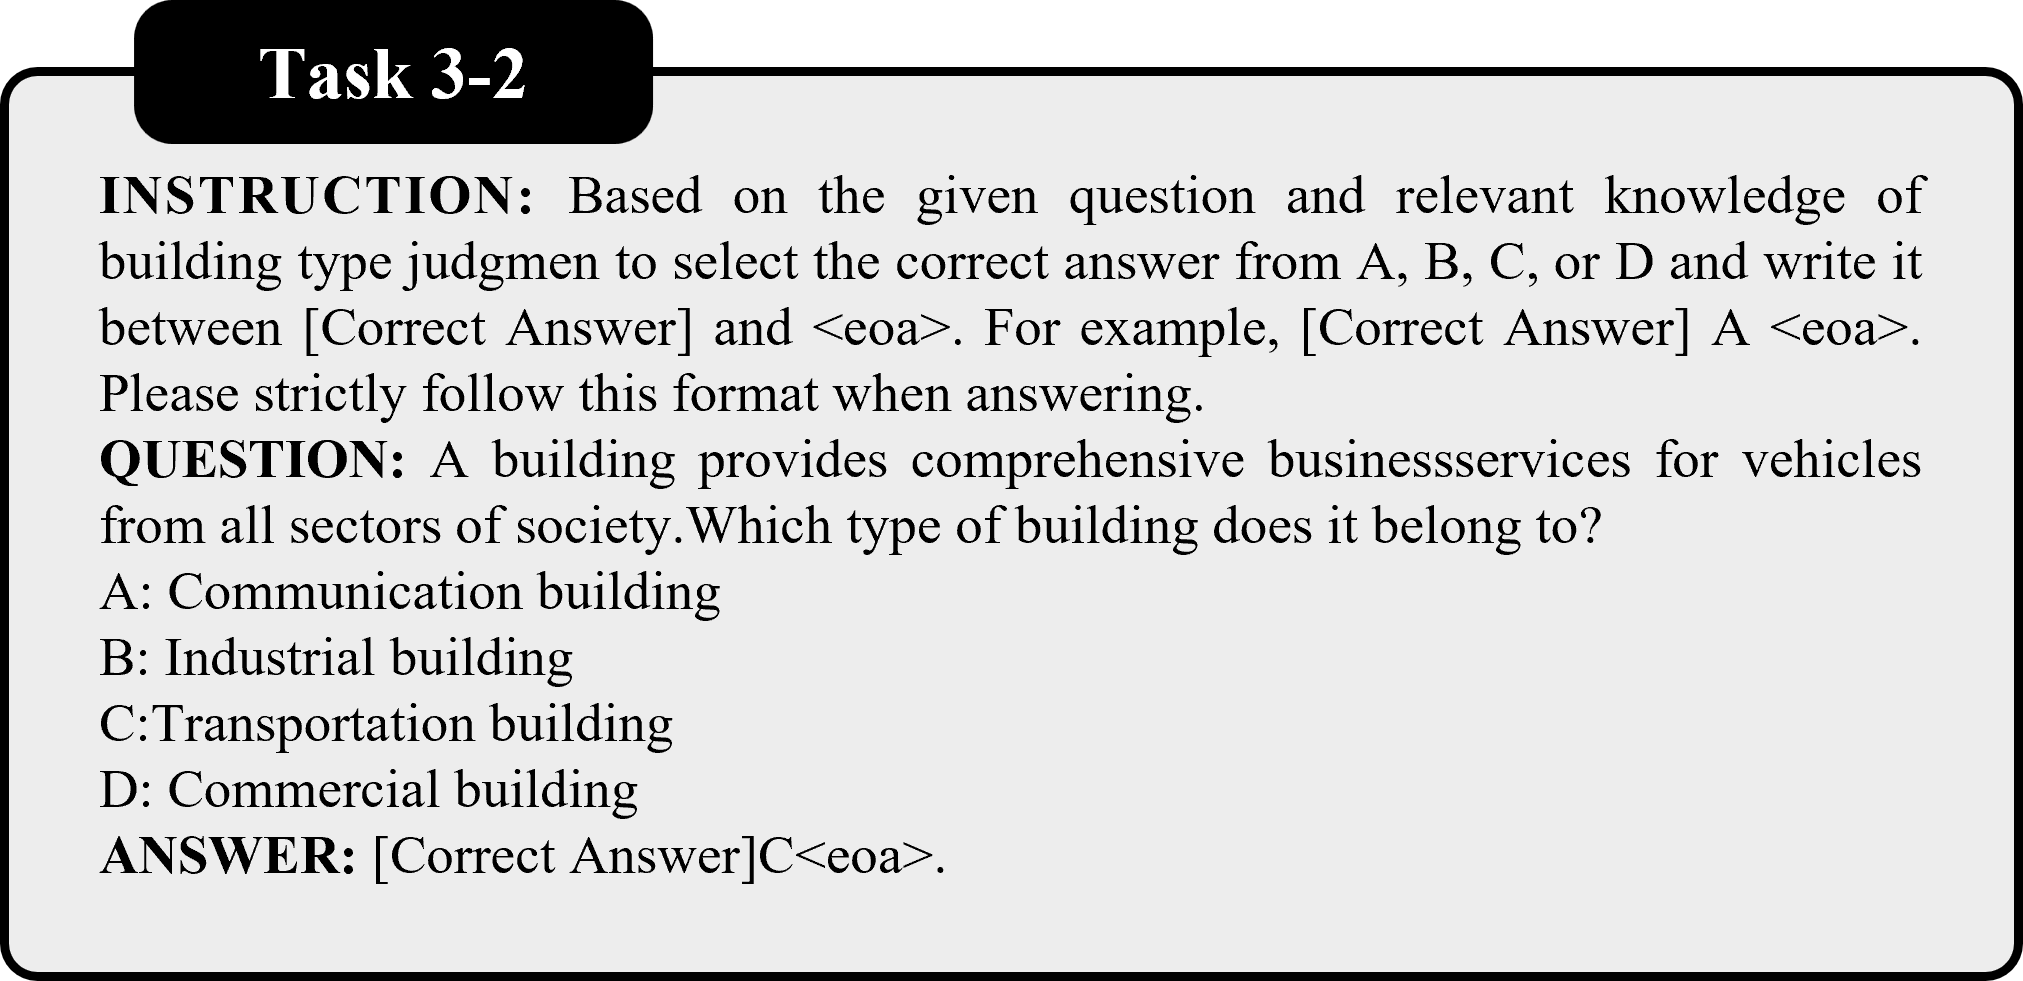 Task 3-2
INSTRUCTION: Based on the given question and relevant knowledge of
building type judgmen to select the correct answer from A, B, C, or D and write it
between [Correct Answer] and <eoa>. For example, [Correct Answer] A <eoa>.
Please strictly follow this format when answering.
QUESTION: A building provides comprehensive businessservices for vehicles
from all sectors of society.Which type of building does it belong to?
A: Communication building
B: Industrial building
C:Transportation building
D: Commercial building
ANSWER: [Correct Answer]C<eoa>.